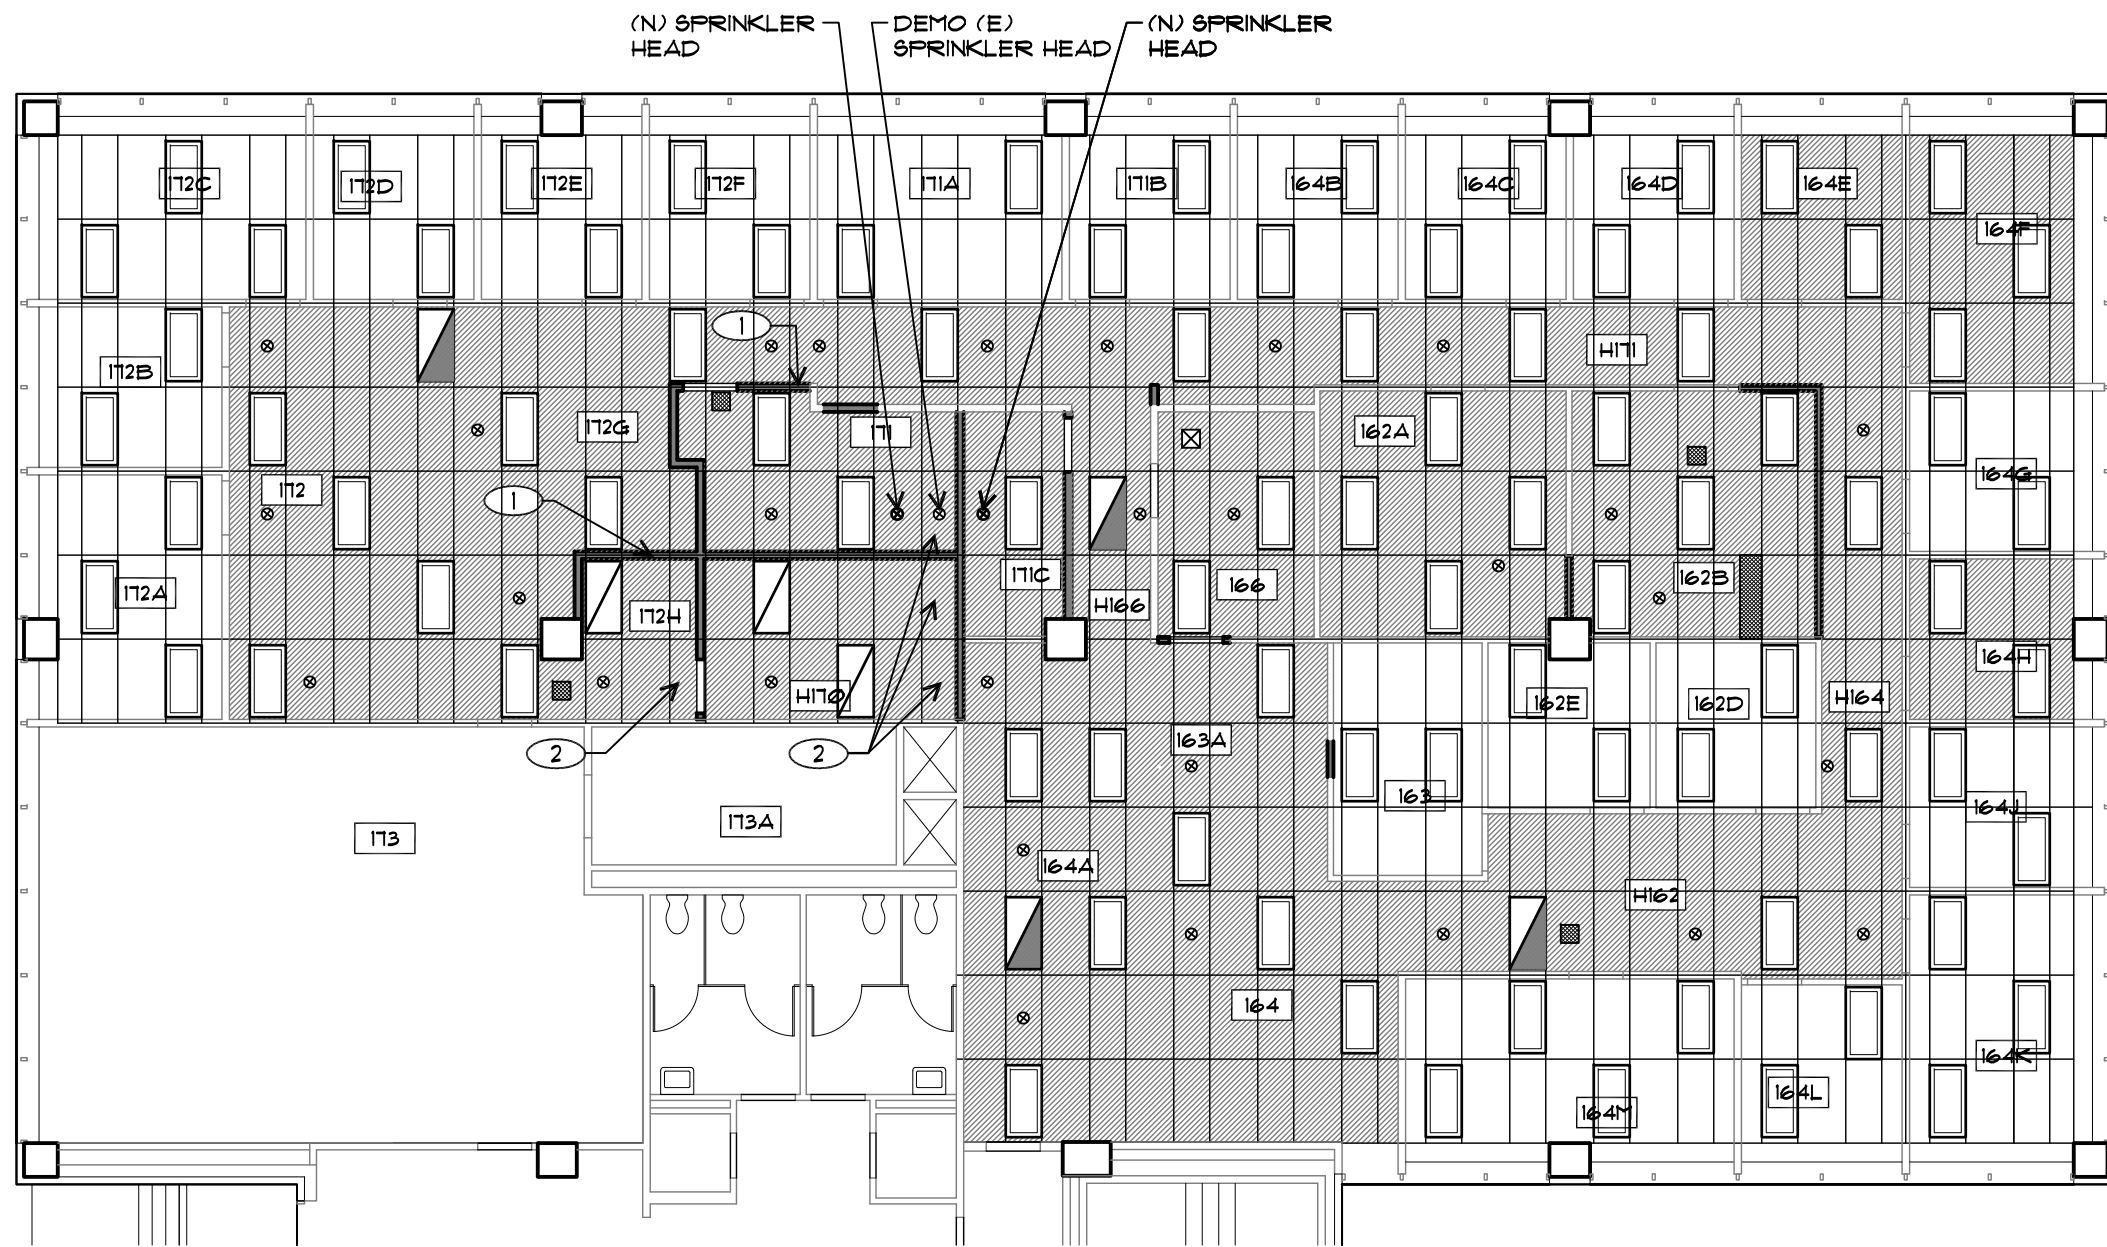 (N) SPRINKLER
HEAD
DEMO (E)
SPRINKLER HEAD
(N) SPRINKLER
HEAD
172C
172D
172E
172F
171A
171B
164B
164C
164D
164E
164F
1
H171
172B
172G
171
162A
172
164G
1
172A
172H
171C
H166
166
162B
H170
162E
162D
H164
164H
2
2
163A
163
164J
173
173A
164A
H162
164
164K
164L
164M